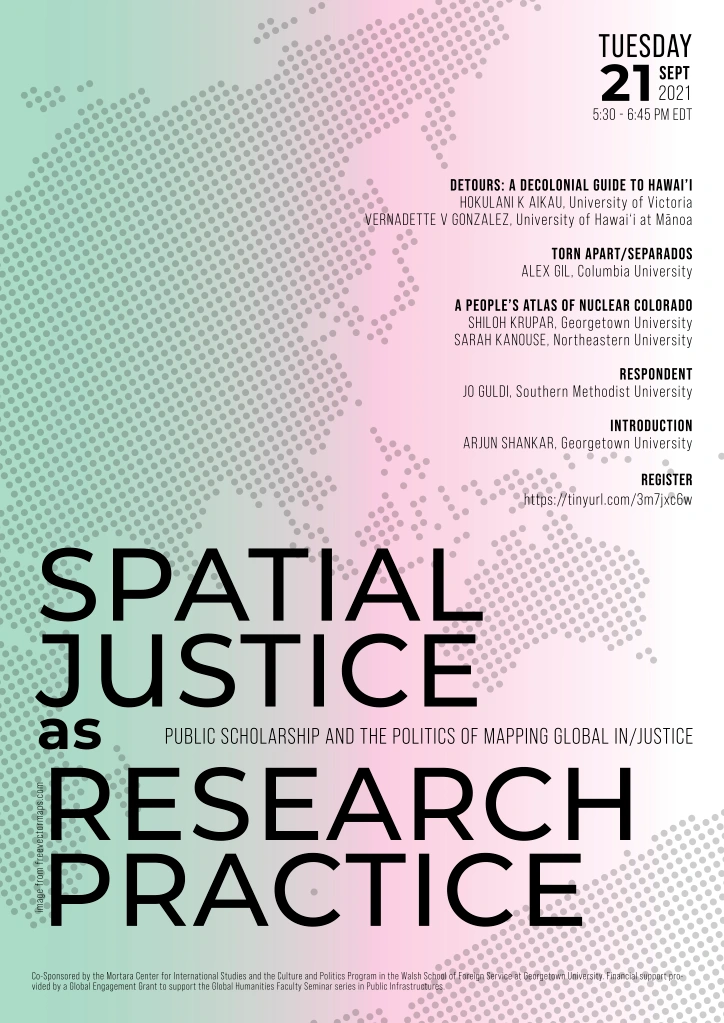 TUESDAY
21 SEPT
2021
5:30 - 6:45 PM EDT
DETOURS: A DECOLONIAL GUIDE TO HAWAI'I
HOKULANI K AIKAU, University of Victoria
VERNADETTE V GONZALEZ, University of Hawai'i at Mānoa
TORN APART/SEPARADOS
ALEX GIL, Columbia University
A PEOPLE'S ATLAS OF NUCLEAR COLORADO
SHILOH KRUPAR, Georgetown University
SARAH KANOUSE, Northeastern University
RESPONDENT
JO GULDI, Southern Methodist University
INTRODUCTION
ARJUN SHANKAR, Georgetown University
REGISTER
https://tinyurl.com/3m7jxc6w
SPATIAL
JUSTICE
as
PUBLIC SCHOLARSHIP AND THE POLITICS OF MAPPING GLOBAL IN/JUSTICE
RESEARCH
PRACTICE
image from freevectormaps.com
Co-Sponsored by the Mortara Center for International Studies and the Culture and Politics Program in the Walsh School of Foreign Service at Georgetown University. Financial support pro-
vided by a Global Engagement Grant to support the Global Humanities Faculty Seminar series in Public Infrastructures.